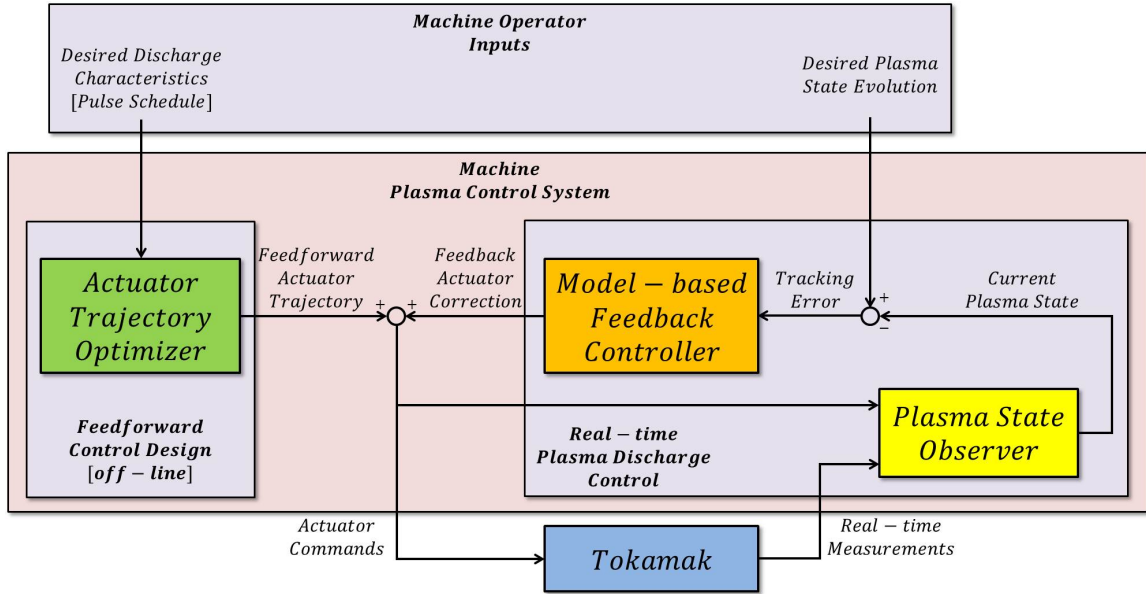 Machine Operator
Inputs
Desired Discharge
Characteristics
[Pulse Schedule]
Desired Plasma
State Evolution
Machine
Plasma Control System
Actuator
Trajectory
Optimizer
Feedforward
Actuator
Trajectory
+
+
Feedback
Actuator
Correction
Model − based
Feedback
Controller
Tracking
Error
+
−
Current
Plasma State
Feedforward
Control Design
[off − line]
Real − time
Plasma Discharge
Control
Plasma State
Observer
Actuator
Commands
Tokamak
Real − time
Measurements